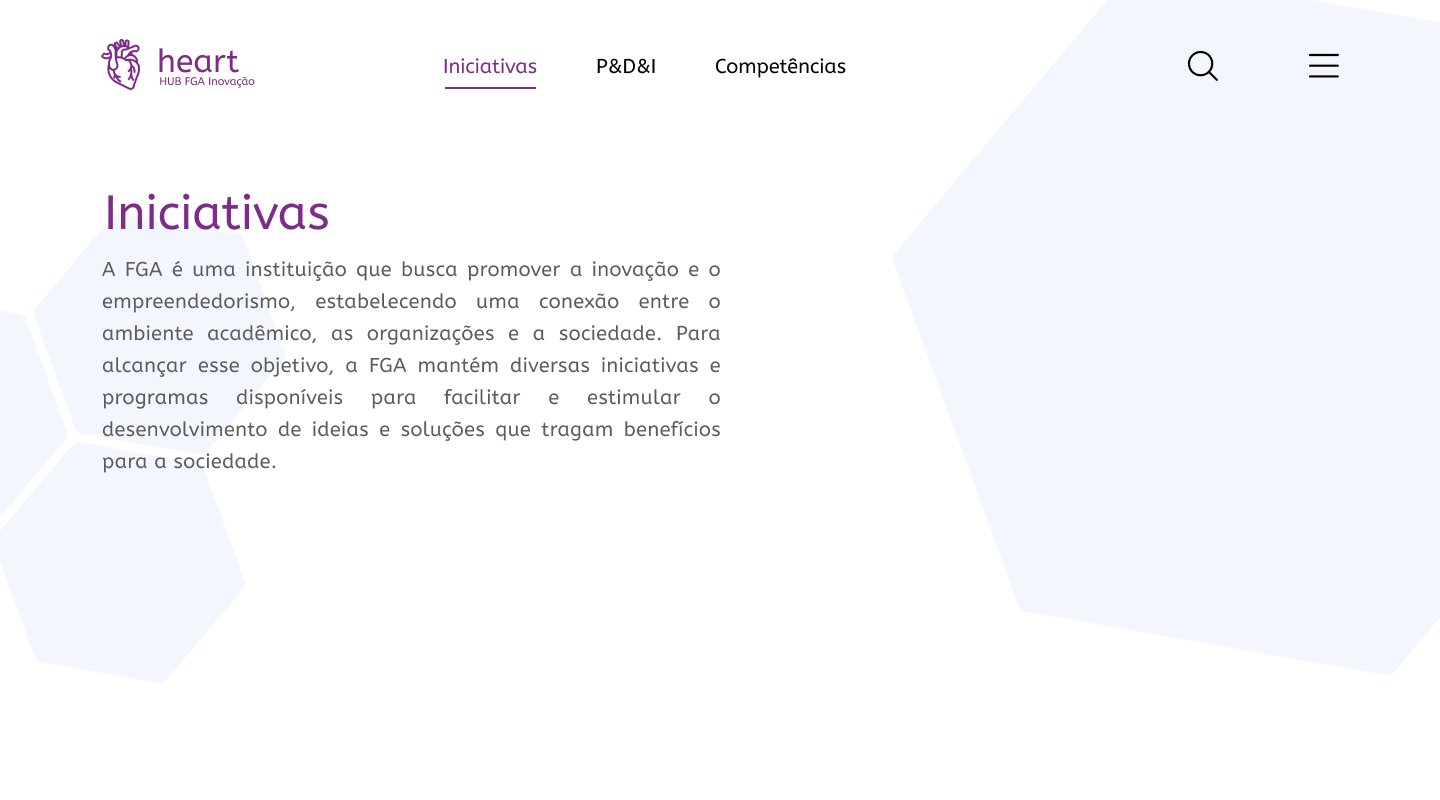 heart
HUB FGA Inovação
Iniciativas
P&D&I
Competências
Iniciativas
A FGA é uma instituição que busca promover a inovação e o
empreendedorismo, estabelecendo uma conexão entre o
ambiente acadêmico, as organizações e a sociedade. Para
alcançar esse objetivo, a FGA mantém diversas iniciativas e
programas disponíveis para facilitar e estimular o
desenvolvimento de ideias e soluções que tragam benefícios
para a sociedade.